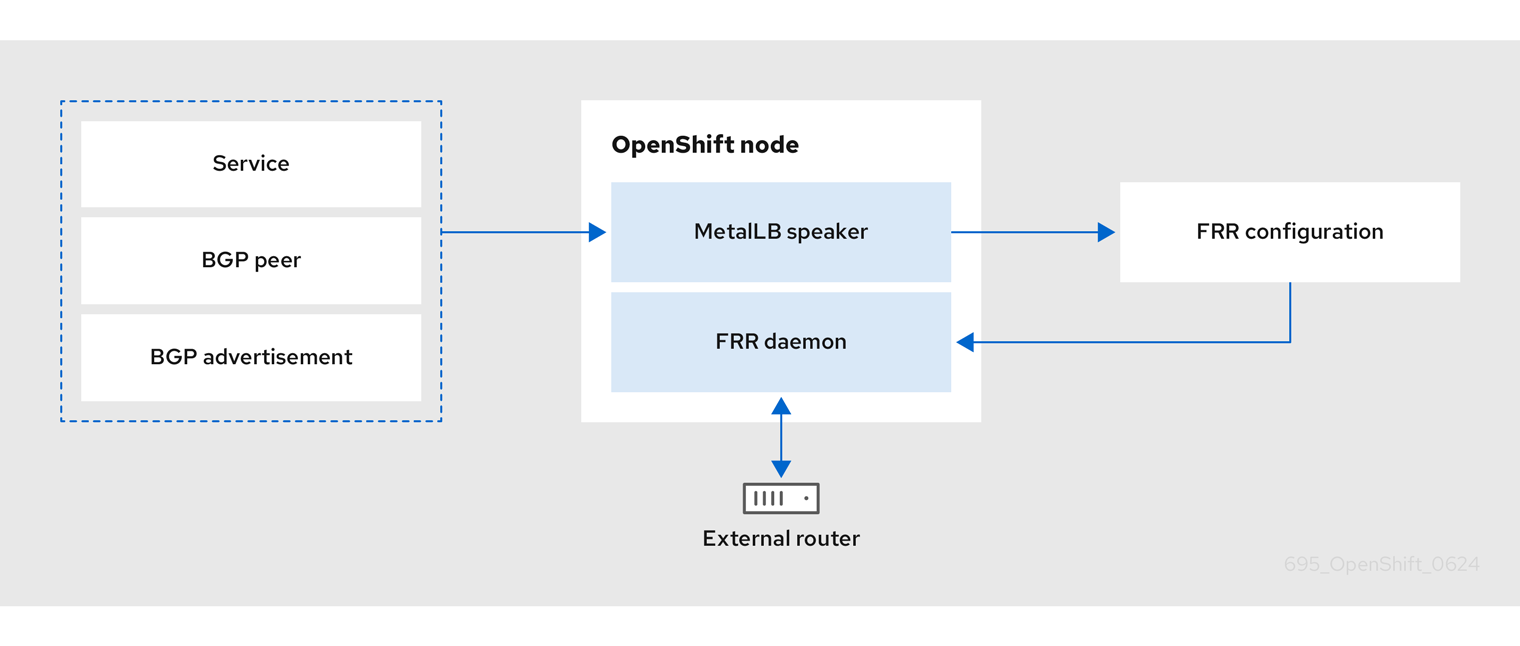 Service
BGP peer
BGP advertisement
OpenShift node
MetalLB speaker
FRR daemon
FRR configuration
External router
695_OpenShift_0624